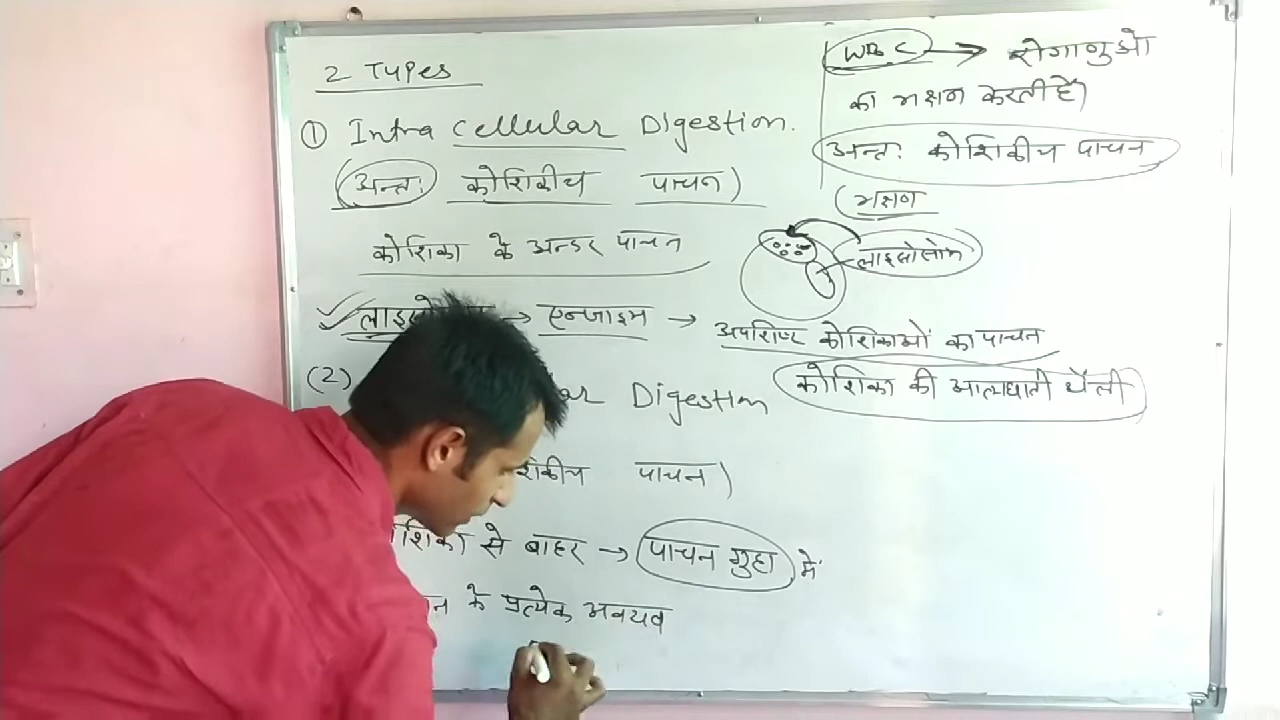 2 Types
① Intra Cellular Digestion.
(अन्तः कोशिकीय पाचन)
कोशिका के अन्दर पाचन
→ एन्जाइम → अपशिष्ट कोशिकाओं का पाचन
(2) Digestion
पाचन)
से बाहर → पाचन गुहा में
के प्रत्येक अवयव
WBC → रोगाणुओ
का भक्षण करती हैं)
अन्तः कोशिकीय पाचन
(भक्षण
लाइसोसोम
कोशिका की आत्मघाती थैली